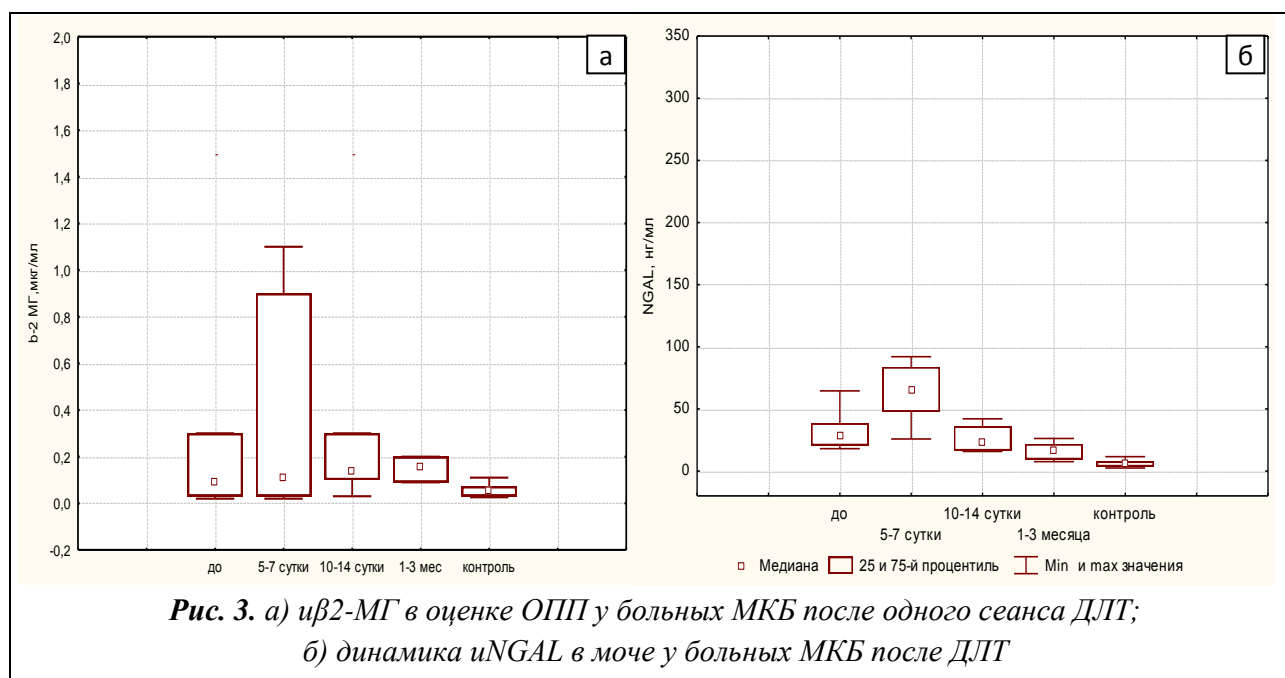 а
2,0
1,8
1,6
1,4
1,2
1,0
0,8
0,6
0,4
0,2
0,0
-0,2
b-2 МГ,мкг/мл
до 5-7 сутки 10-14 сутки 1-3 мес контроль
б
350
300
250
200
150
100
50
0
NGAL, нг/мл
до 10-14 сутки контроль
5-7 сутки 1-3 месяца
Медиана 25 и 75-й процентиль Min и max значения
Рис. 3. а) uβ2-МГ в оценке ОПП у больных МКБ после одного сеанса ДЛТ;
б) динамика uNGAL в моче у больных МКБ после ДЛТ